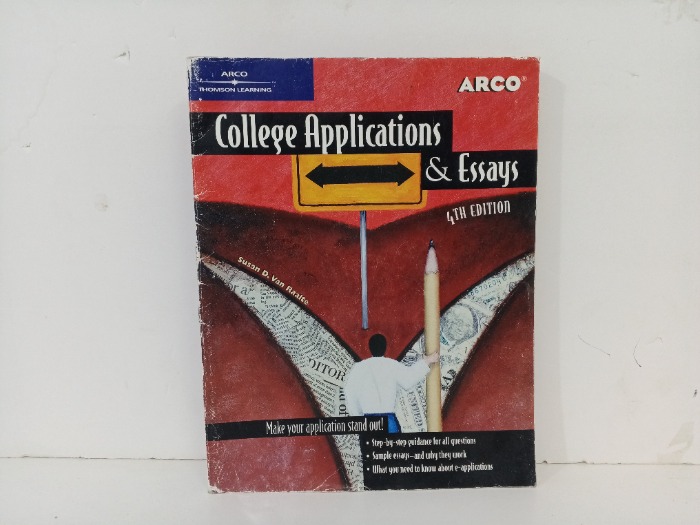 ARCO
THOMSON LEARNING
ARCO®
College Applications
& Essays
4TH EDITION
Susan D. Van Raalte
DITOR
Make your application stand out!
• Step-by-step guidance for all questions
• Sample essays—and why they work
• What you need to know about e-applications